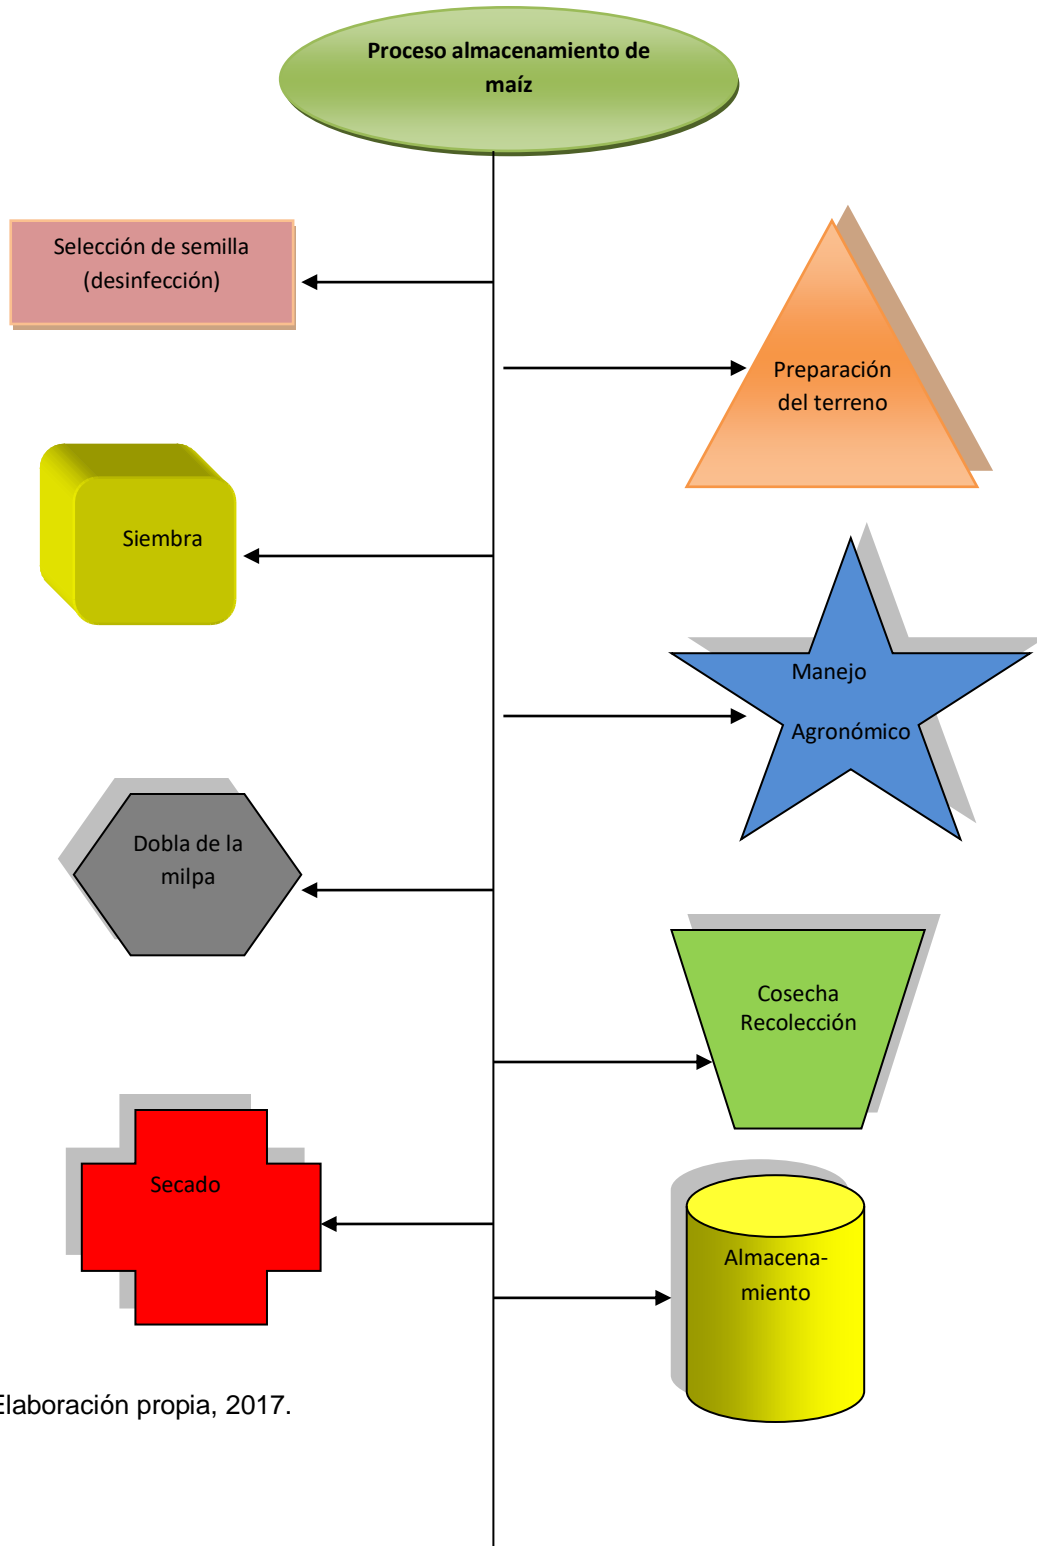 Proceso almacenamiento de
maíz
Selección de semilla
(desinfección)
Preparación
del terreno
Siembra
Manejo
Agronómico
Dobla de la
milpa
Cosecha
Recolección
Secado
Almacena-
miento
Elaboración propia, 2017.